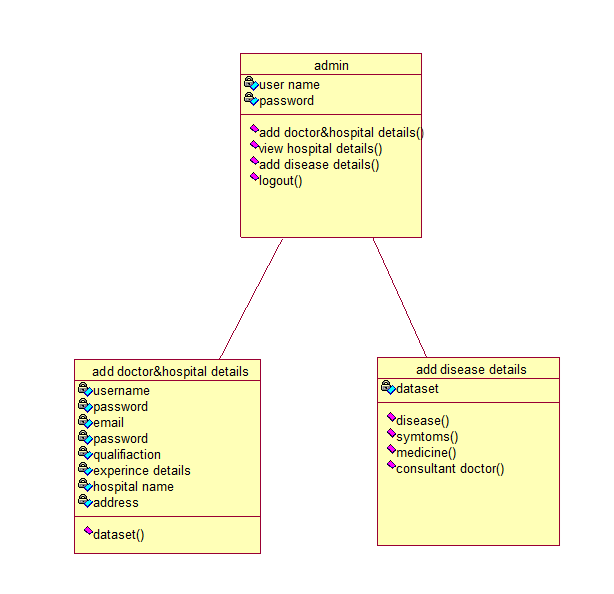 admin
user name
password
add doctor&hospital details()
view hospital details()
add disease details()
logout()
add doctor&hospital details
username
password
email
password
qualifiaction
experince details
hospital name
address
dataset()
add disease details
dataset
disease()
symtoms()
medicine()
consultant doctor()